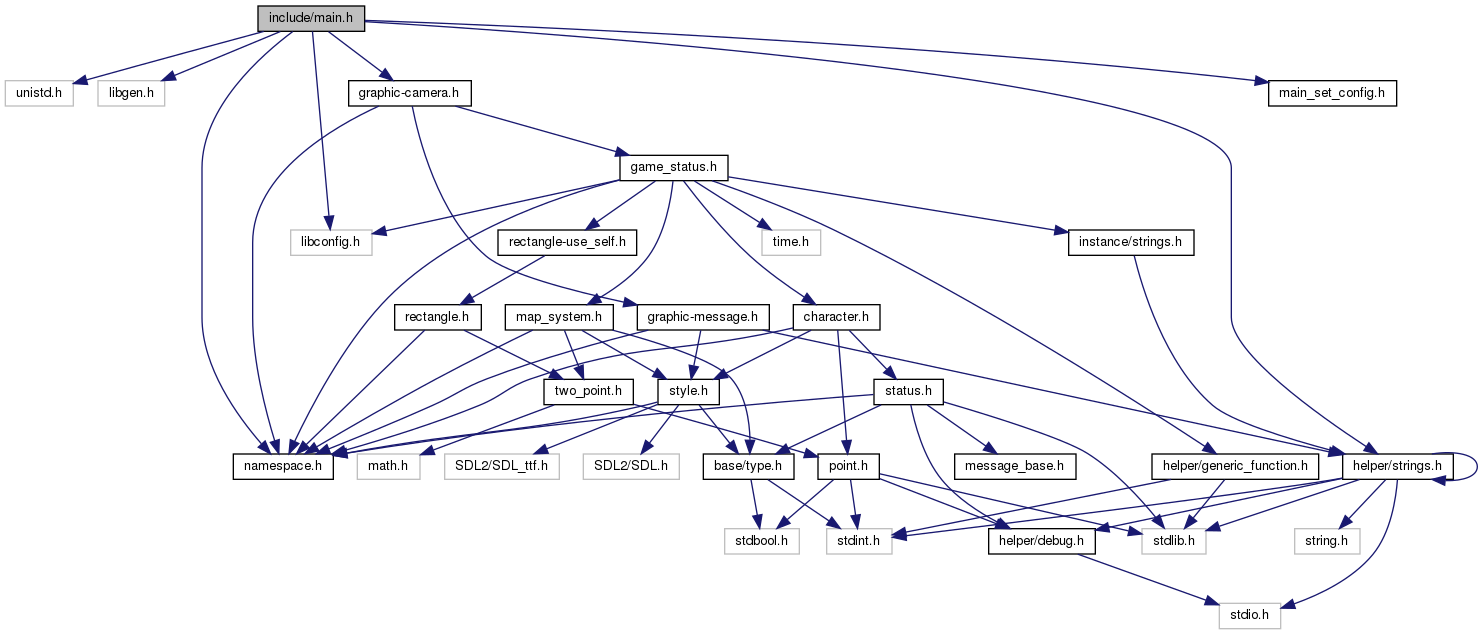 include/main.h
unistd.h
libgen.h
graphic-camera.h
main_set_config.h
game_status.h
libconfig.h
rectangle-use_self.h
time.h
instance/strings.h
rectangle.h
map_system.h
graphic-message.h
character.h
two_point.h
style.h
status.h
namespace.h
math.h
SDL2/SDL_ttf.h
SDL2/SDL.h
base/type.h
point.h
message_base.h
helper/generic_function.h
helper/strings.h
stdbool.h
stdint.h
helper/debug.h
stdlib.h
string.h
stdio.h